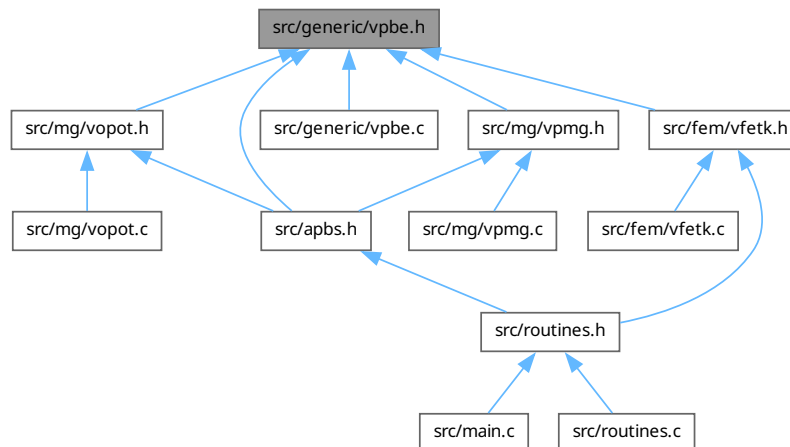 src/generic/vpbe.h
src/mg/vopot.h
src/generic/vpbe.c
src/mg/vpmg.h
src/fem/vfetk.h
src/mg/vopot.c
src/apbs.h
src/mg/vpmg.c
src/fem/vfetk.c
src/routines.h
src/main.c
src/routines.c